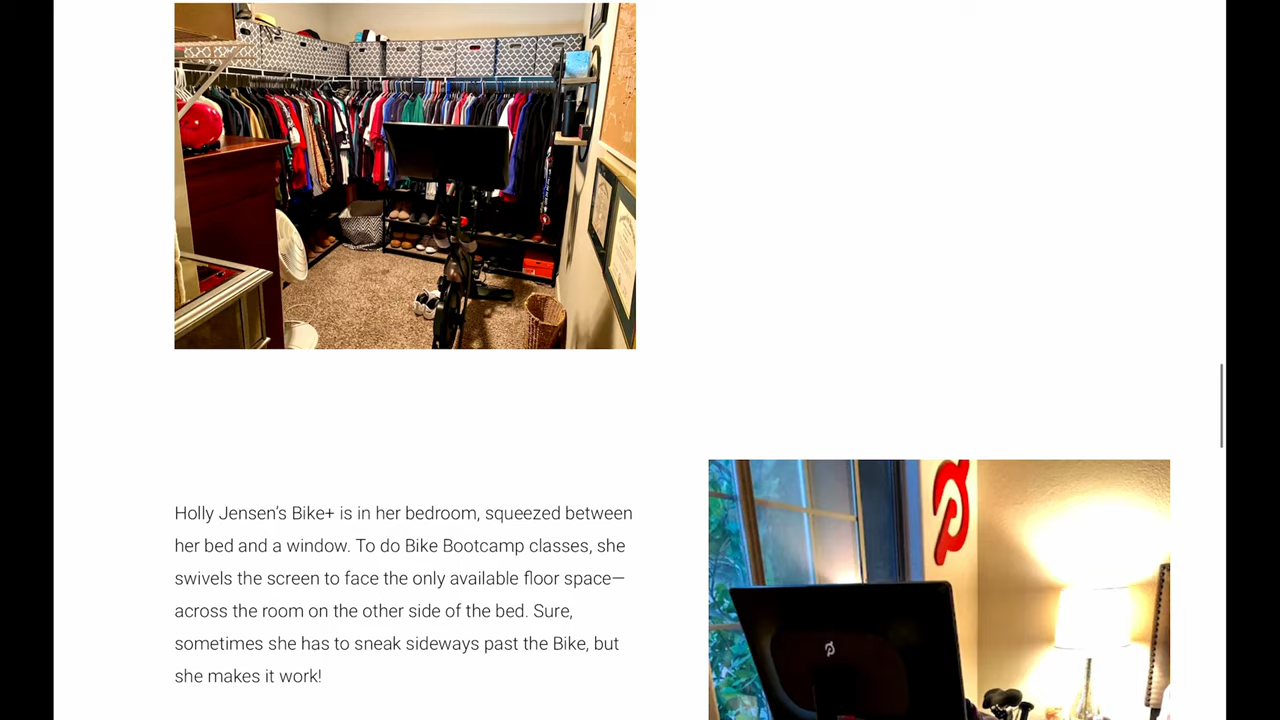 Holly Jensen’s Bike+ is in her bedroom, squeezed between
her bed and a window. To do Bike Bootcamp classes, she
swivels the screen to face the only available floor space—
across the room on the other side of the bed. Sure,
sometimes she has to sneak sideways past the Bike, but
she makes it work!